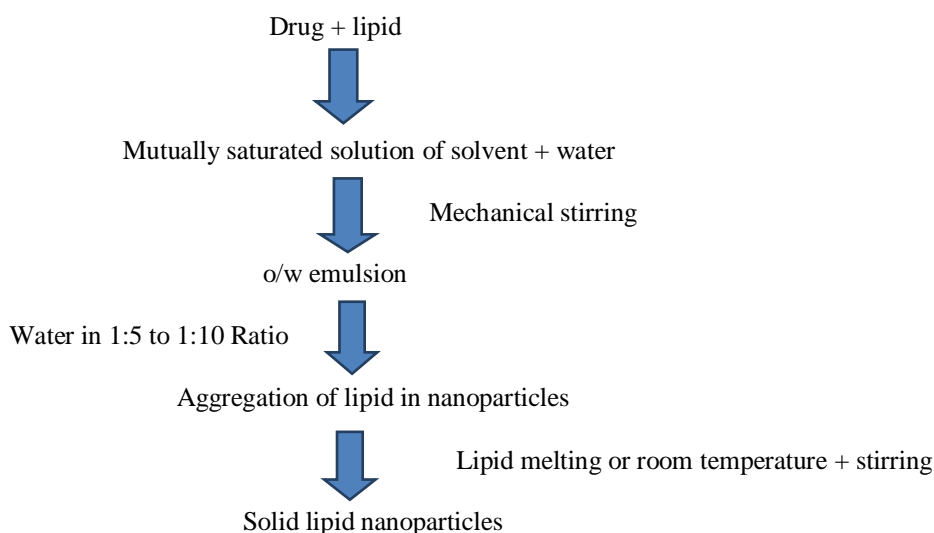 Drug + lipid
Mutually saturated solution of solvent + water
Mechanical stirring
o/w emulsion
Water in 1:5 to 1:10 Ratio
Aggregation of lipid in nanoparticles
Lipid melting or room temperature + stirring
Solid lipid nanoparticles